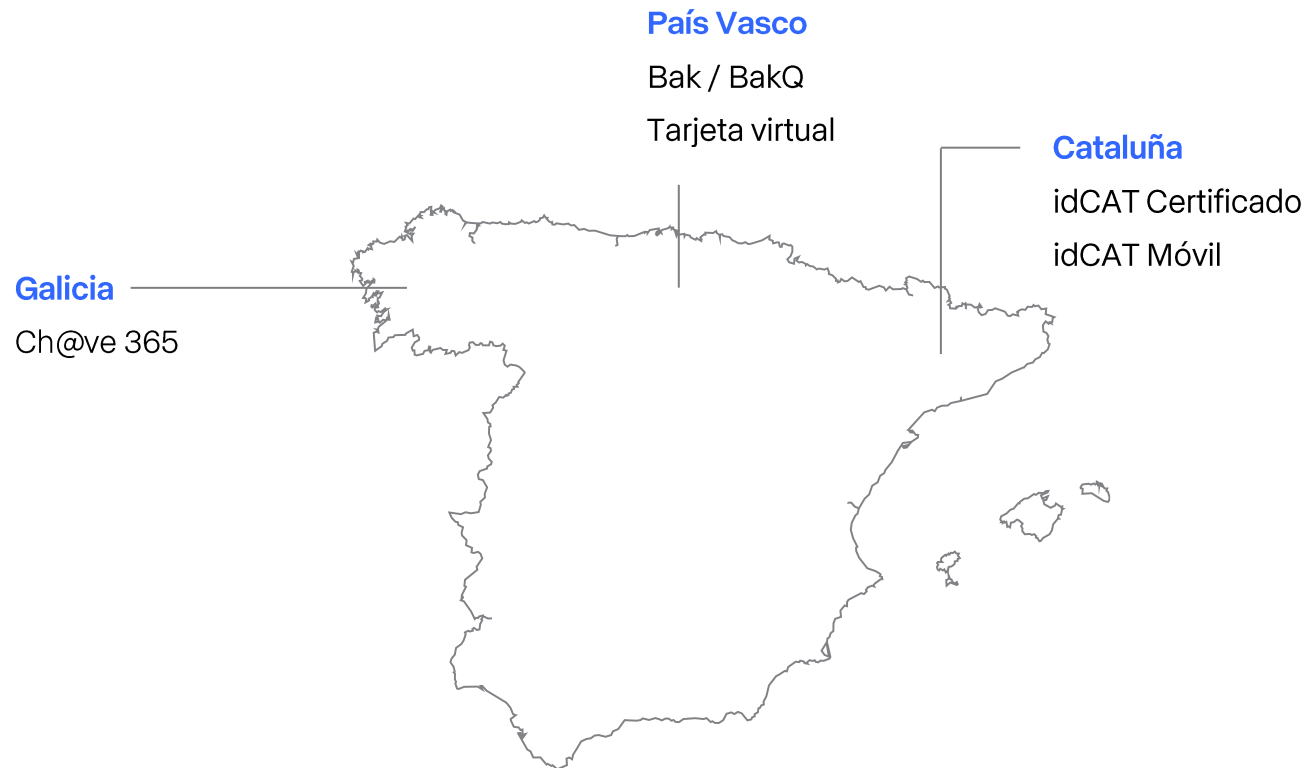 País Vasco
Bak / BakQ
Tarjeta virtual
Cataluña
idCAT Certificado
idCAT Móvil
Galicia
Ch@ve 365